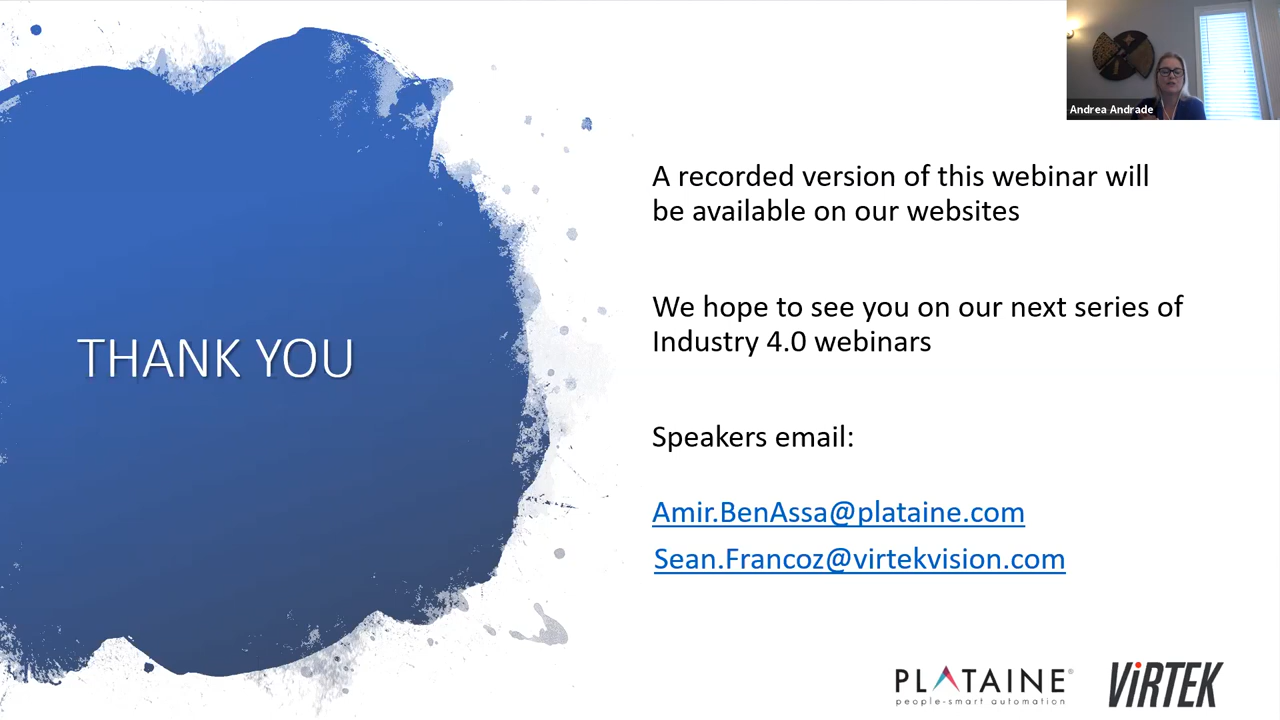 Andrea Andrade
THANK YOU
A recorded version of this webinar will
be available on our websites
We hope to see you on our next series of
Industry 4.0 webinars
Speakers email:
Amir.BenAssa@plataine.com
Sean.Francoz@virtekvision.com
PLATAINE®
people-smart automation
ViRTEK